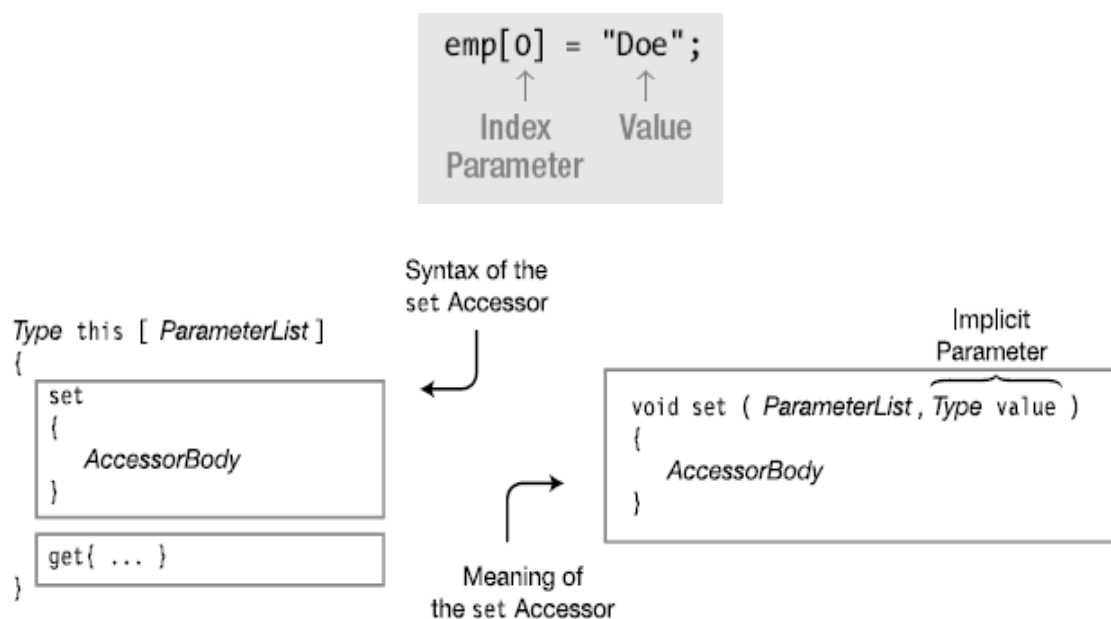 emp[0] = "Doe";
↑ ↑
Index Value
Parameter
Syntax of the
set Accessor
Type this [ ParameterList ]
{
set
{
AccessorBody
}
get{ ... }
}
Implicit
Parameter
void set ( ParameterList , Type value )
{
AccessorBody
}
Meaning of
the set Accessor